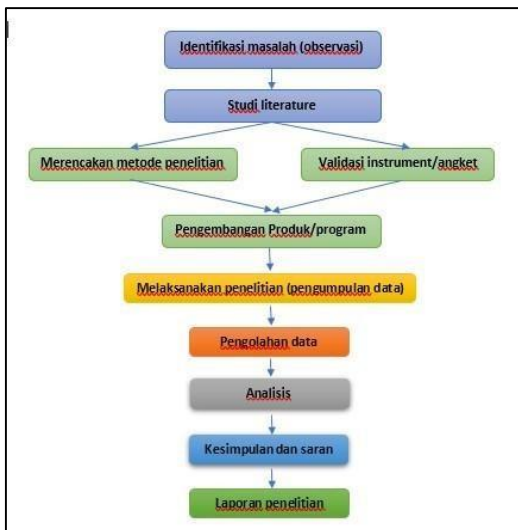 Identifikasi masalah (observasi)
Studi literature
Merencakan metode penelitian
Validasi instrument/angket
Pengembangan Produk/program
Melaksanakan penelitian (pengumpulan data)
Pengolahan data
Analisis
Kesimpulan dan saran
Laporan penelitian